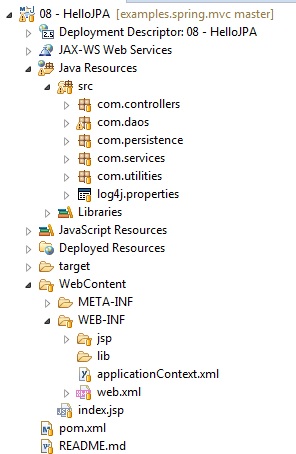 08 - HelloJPA [examples.spring.mvc master]
Deployment Descriptor: 08 - HelloJPA
JAX-WS Web Services
Java Resources
src
com.controllers
com.daos
com.persistence
com.services
com.utilities
log4j.properties
Libraries
JavaScript Resources
Deployed Resources
target
WebContent
META-INF
WEB-INF
jsp
lib
applicationContext.xml
web.xml
index.jsp
pom.xml
README.md